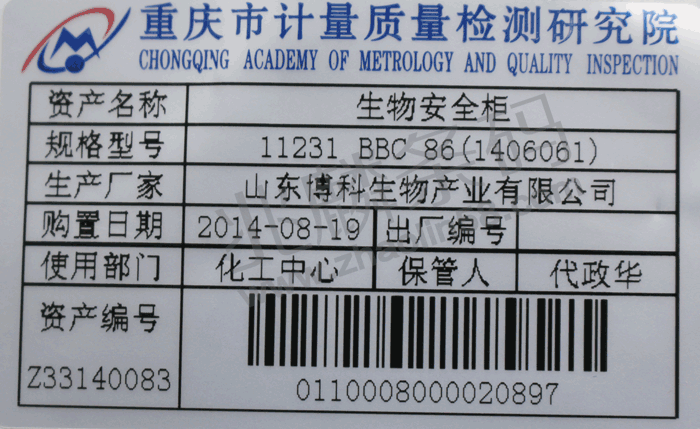 重庆市计量质量检测研究院
CHONGQING ACADEMY OF METROLOGY AND QUALITY INSPECTION
资产名称 生物安全柜
规格型号 11231 BBC 86(1406061)
生产厂家 山东博科生物产业有限公司
购置日期 2014-08-19 出厂编号
使用部门 化工中心 保管人 代政华
资产编号
Z33140083
0110008000020897